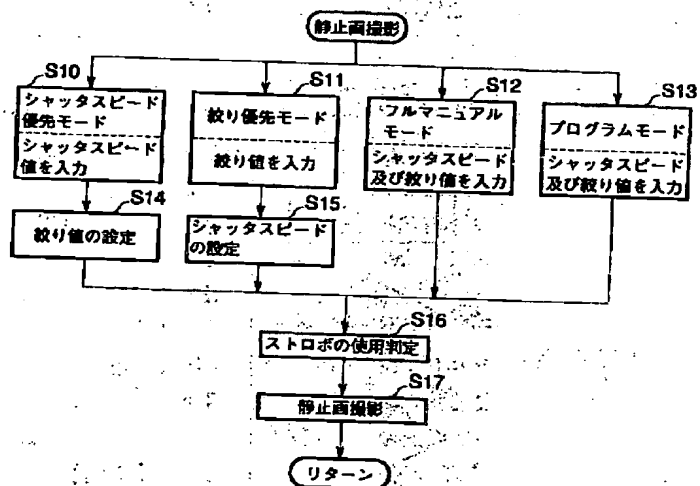 静止画撮影
S10
シャッタスピード
優先モード
シャッタスピード
値を入力
S11
絞り優先モード
絞り値を入力
S12
フルマニュアル
モード
シャッタスピード
及び絞り値を入力
S13
プログラムモード
シャッタスピード
及び絞り値を入力
S14
絞り値の設定
S15
シャッタスピード
の設定
S16
ストロボの使用判定
S17
静止画撮影
リターン